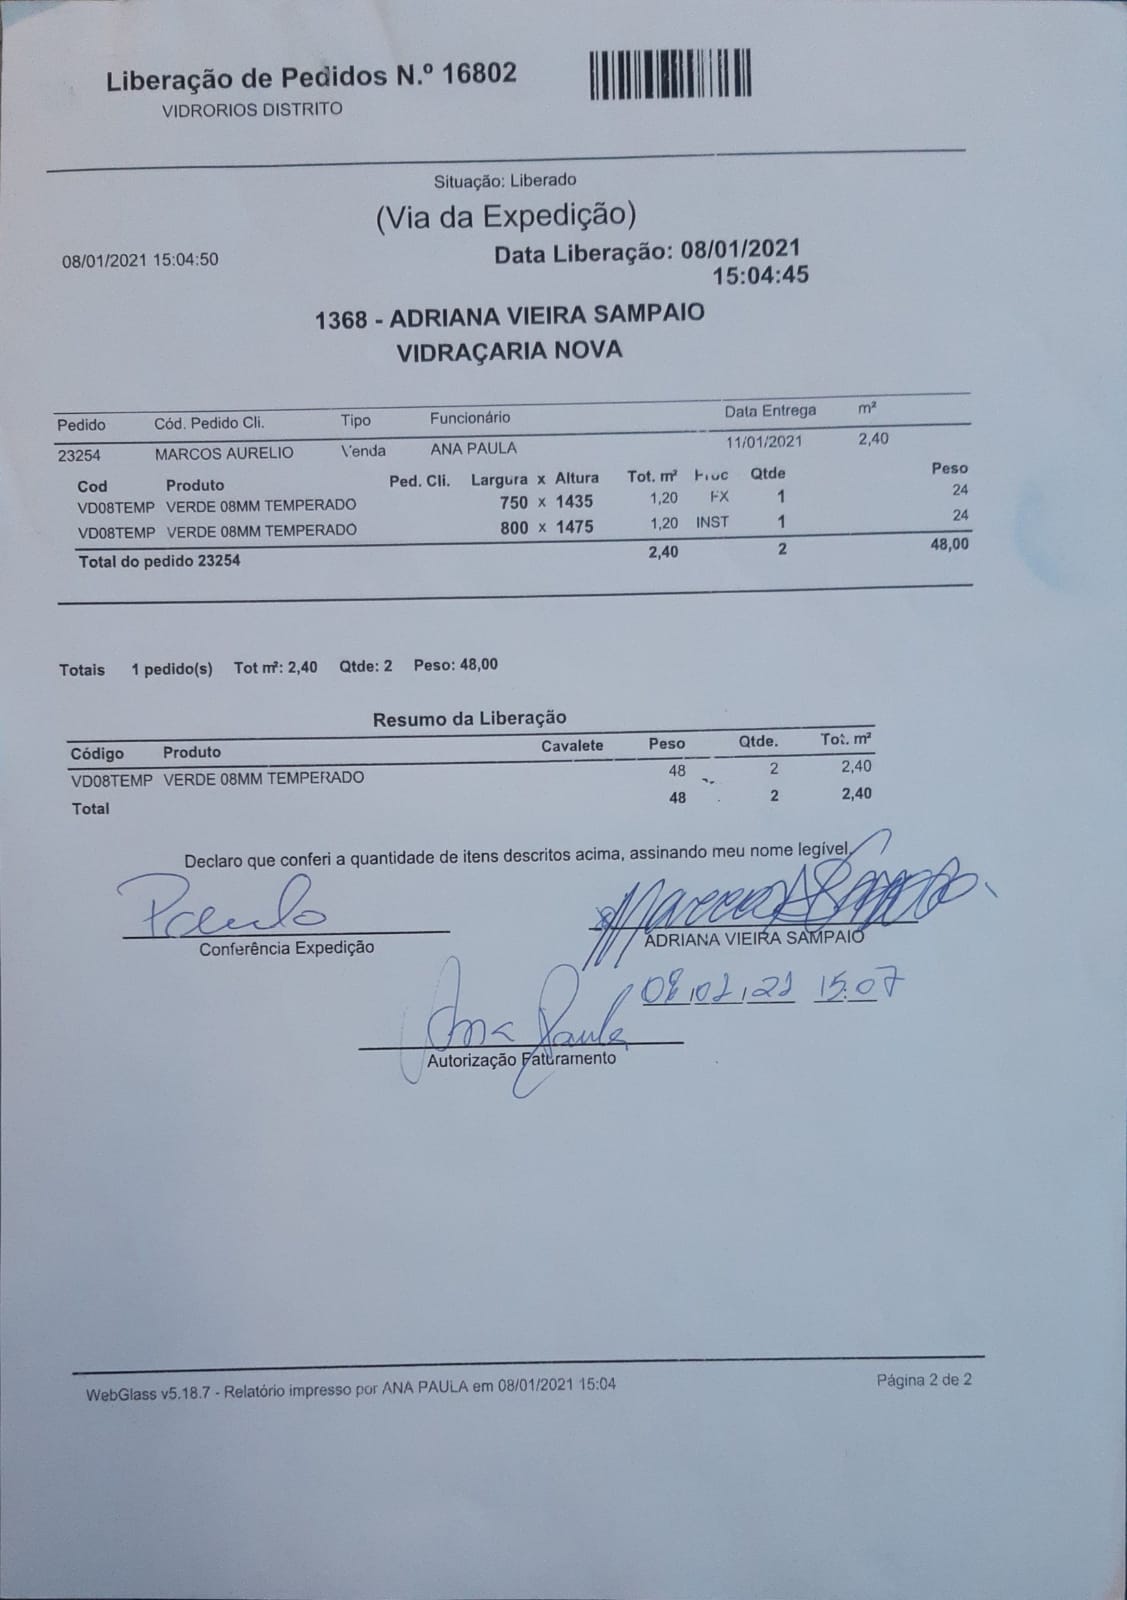 Liberação de Pedidos N.º 16802
VIDRORIOS DISTRITO
Situação: Liberado
(Via da Expedição)
08/01/2021 15:04:50 Data Liberação: 08/01/2021
15:04:45
1368 - ADRIANA VIEIRA SAMPAIO
VIDRAÇARIA NOVA
Pedido Cód. Pedido Cli. Tipo Funcionário Data Entrega m²
23254 MARCOS AURELIO Venda ANA PAULA 11/01/2021 2,40
Cod Produto Ped. Cli. Largura x Altura Tot. m² Proc Qtde Peso
VD08TEMP VERDE 08MM TEMPERADO 750 x 1435 1,20 FX 1 24
VD08TEMP VERDE 08MM TEMPERADO 800 x 1475 1,20 INST 1 24
Total do pedido 23254 2,40 2 48,00
Totais 1 pedido(s) Tot m²: 2,40 Qtde: 2 Peso: 48,00
Resumo da Liberação
Código Produto Cavalete Peso Qtde. Tot. m²
VD08TEMP VERDE 08MM TEMPERADO 48 2 2,40
Total 48 2 2,40
Declaro que conferi a quantidade de itens descritos acima, assinando meu nome legível.
Paulo
Conferência Expedição ADRIANA VIEIRA SAMPAIO
15:07
Ana Paula
Autorização Faturamento
WebGlass v5.18.7 - Relatório impresso por ANA PAULA em 08/01/2021 15:04 Página 2 de 2